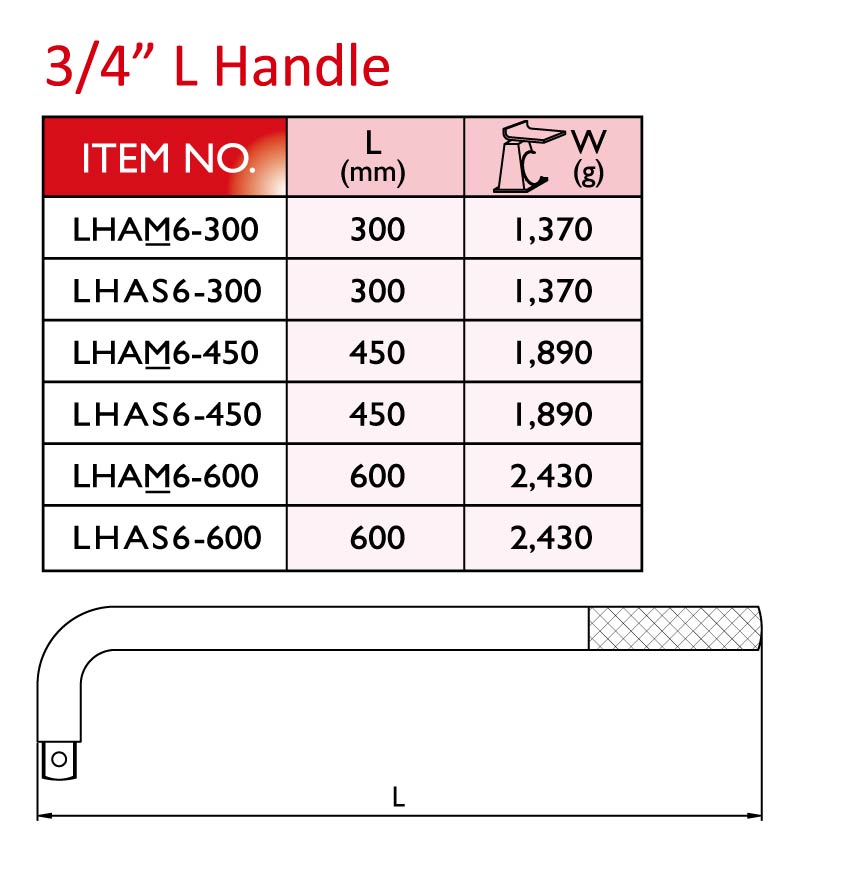 3/4” L Handle
ITEM NO. L (mm) W (g)
LHAM6-300 300 1,370
LHAS6-300 300 1,370
LHAM6-450 450 1,890
LHAS6-450 450 1,890
LHAM6-600 600 2,430
LHAS6-600 600 2,430
L